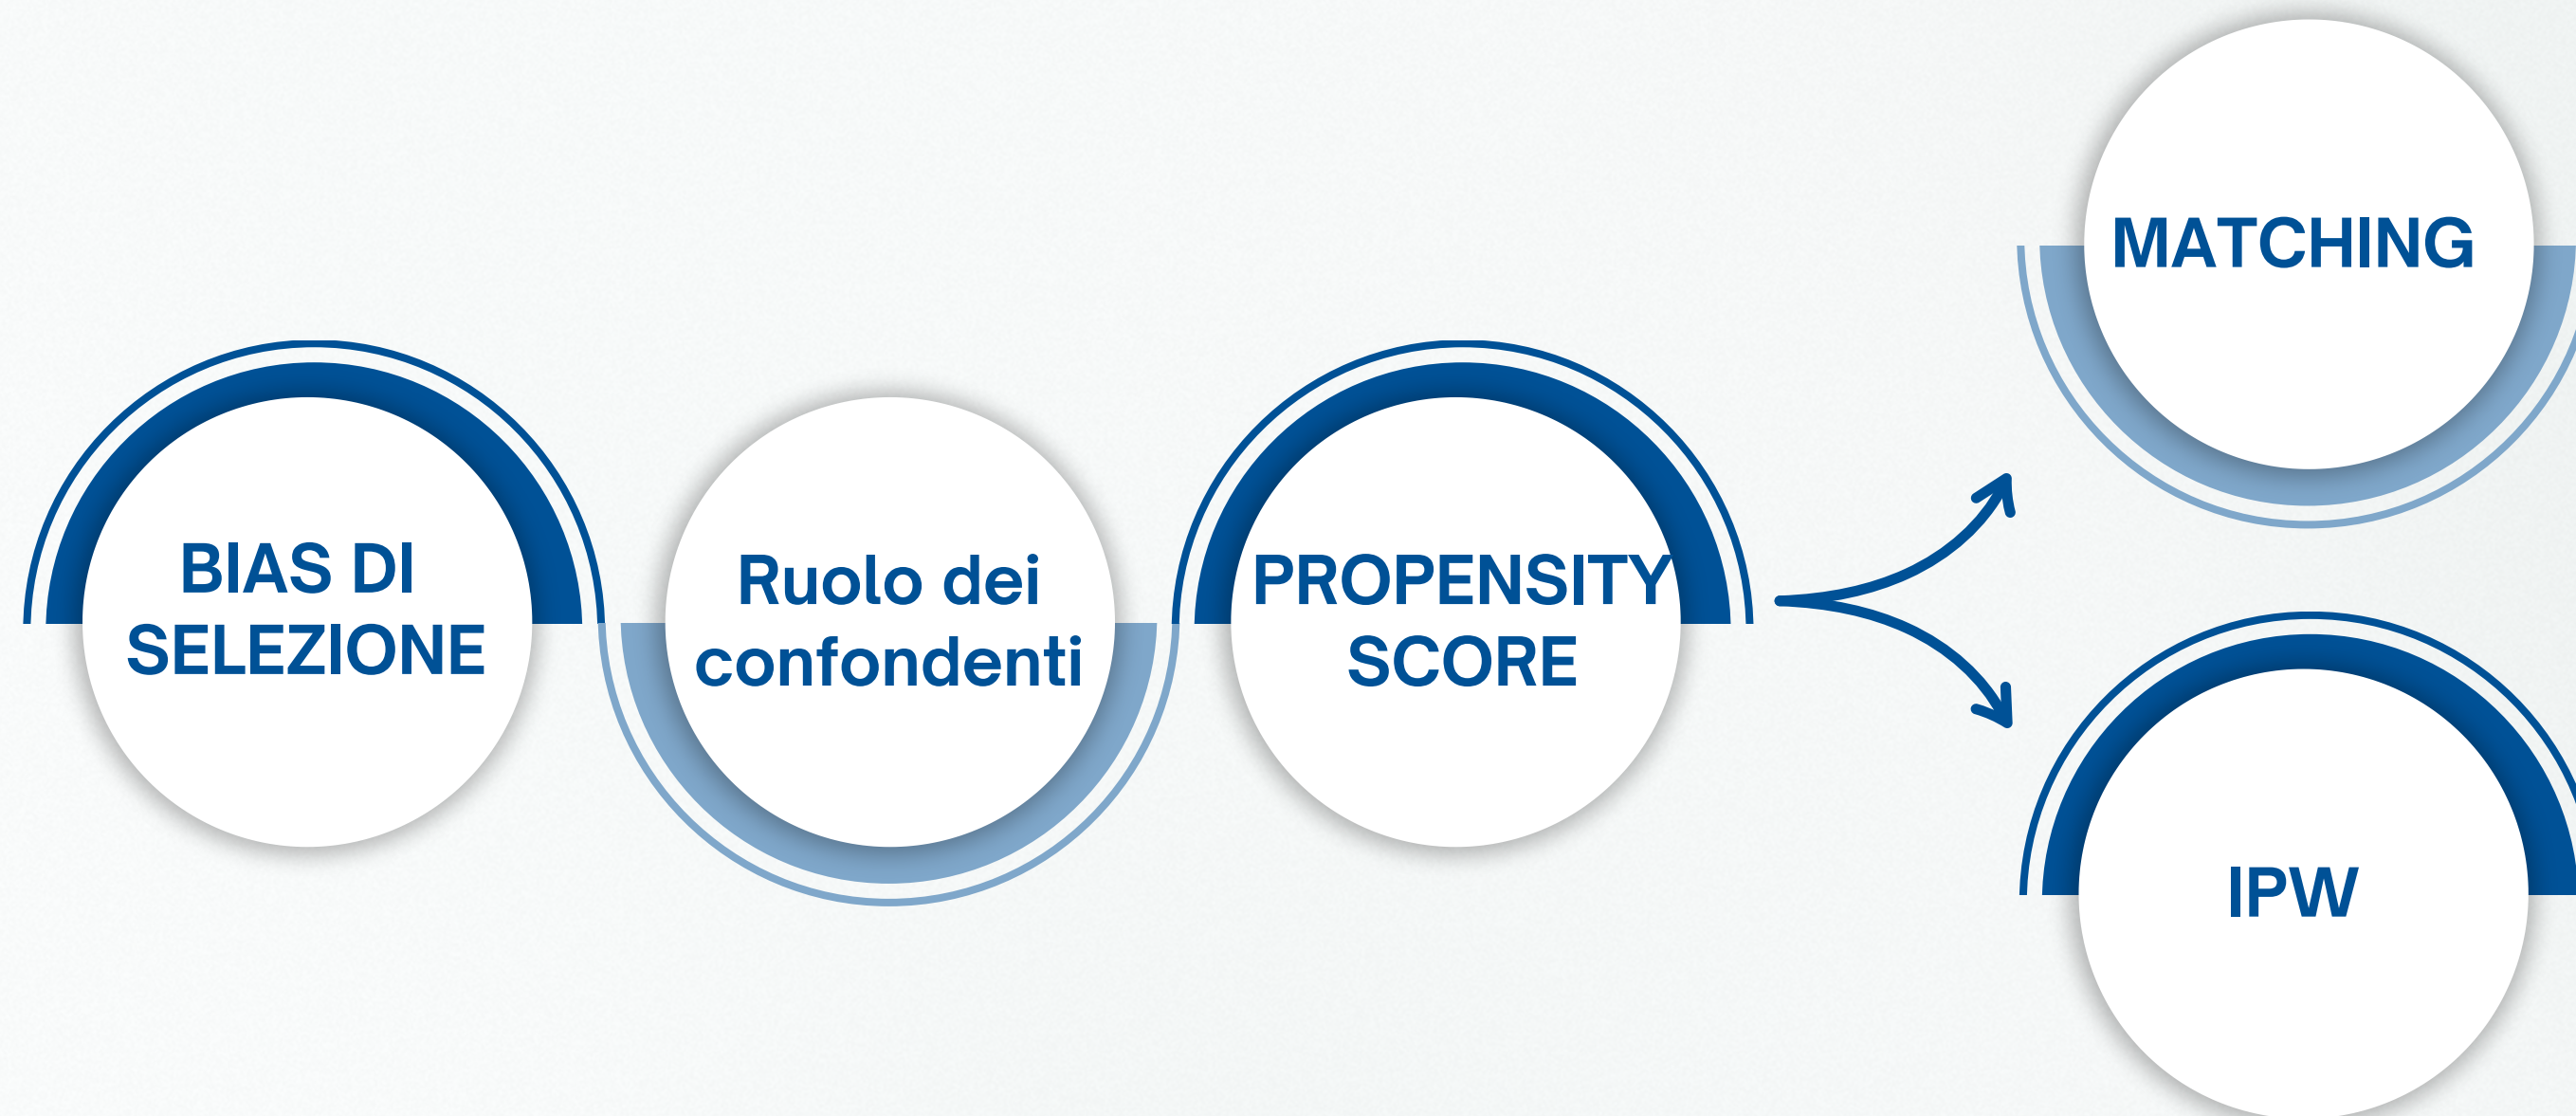 BIAS DI
SELEZIONE
Ruolo dei
confondenti
PROPENSITY
SCORE
MATCHING
IPW